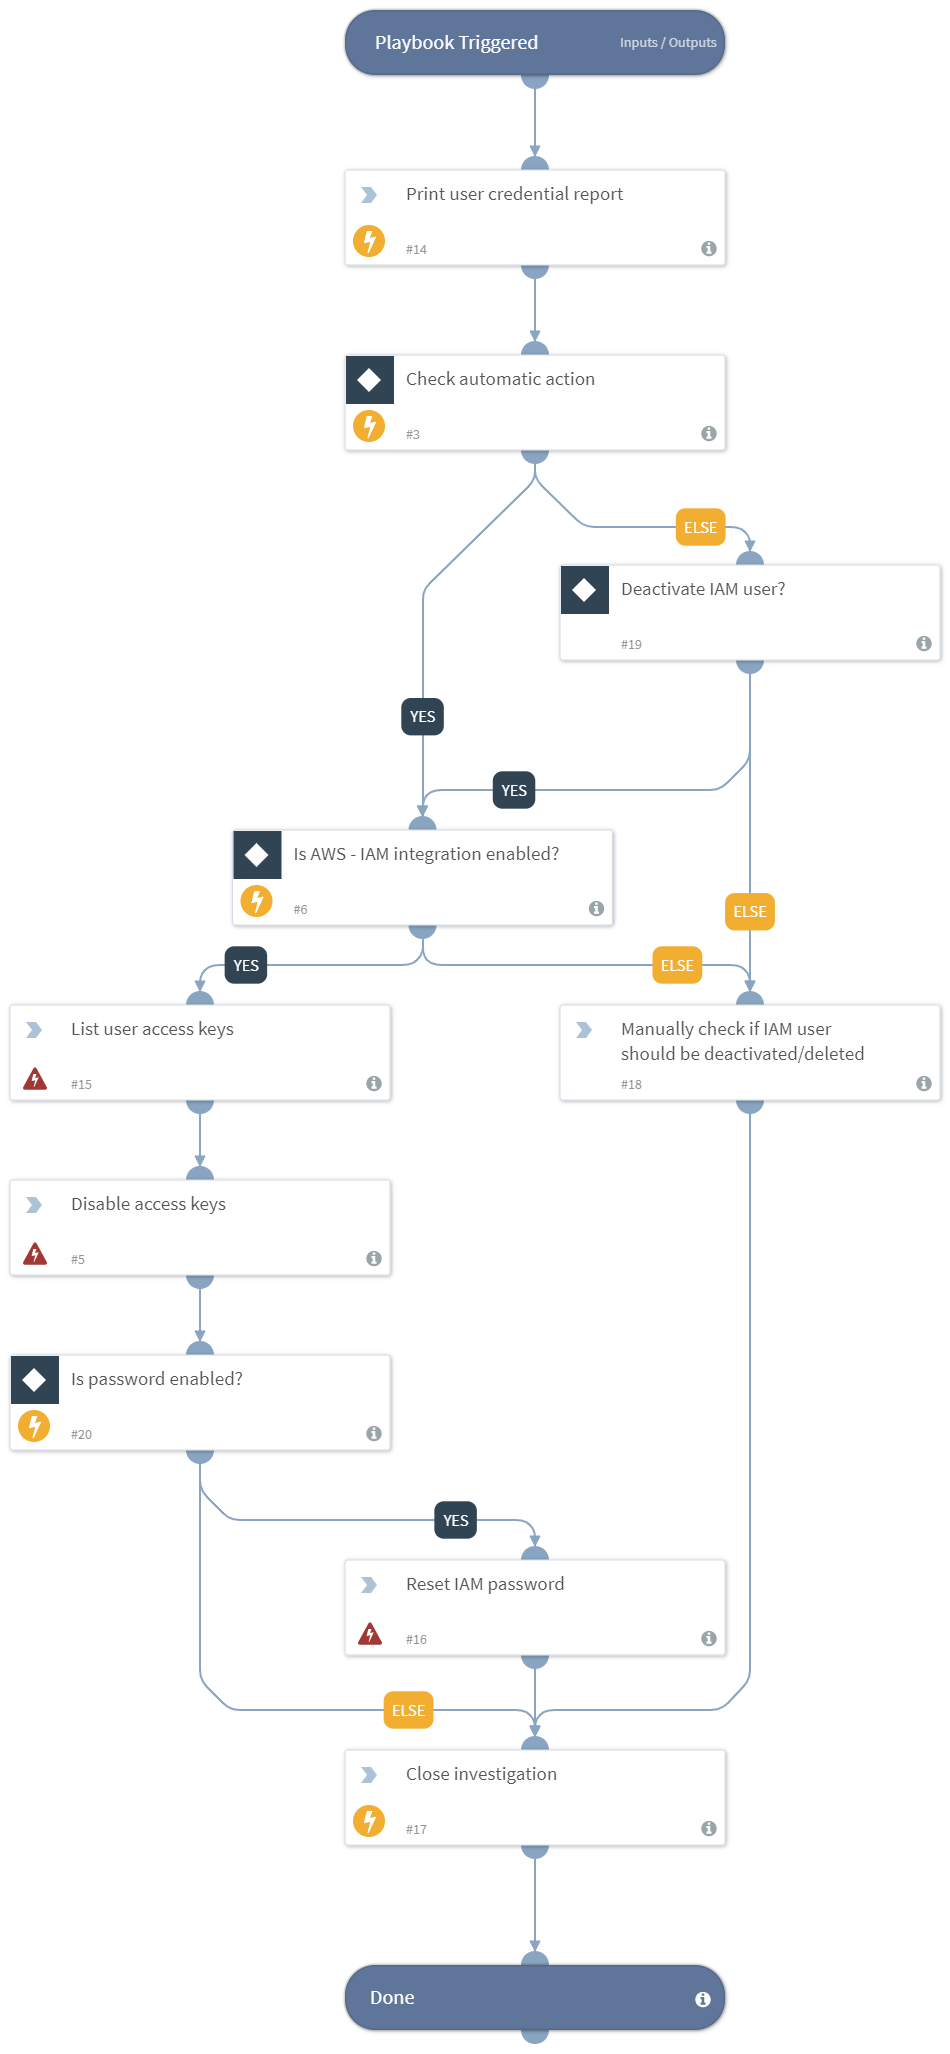 Playbook Triggered
Inputs / Outputs
Print user credential report
#14
Check automatic action
#3
ELSE
Deactivate IAM user?
#19
YES
YES
Is AWS - IAM integration enabled?
#6
ELSE
YES
ELSE
List user access keys
#15
Manually check if IAM user
should be deactivated/deleted
#18
Disable access keys
#5
Is password enabled?
#20
YES
Reset IAM password
#16
ELSE
Close investigation
#17
Done